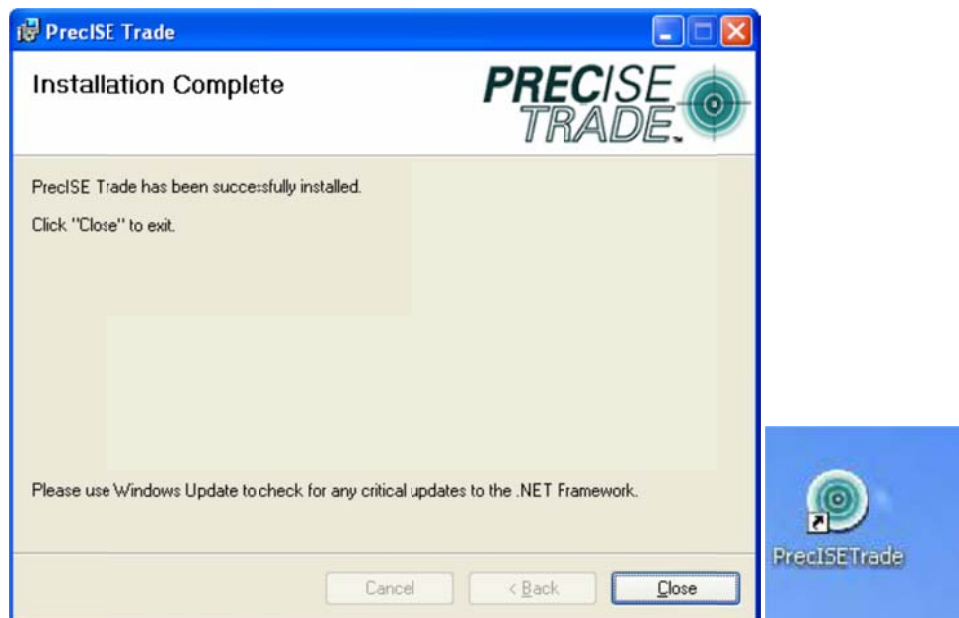 PrecISE Trade
Installation Complete
PRECISE
TRADE™
PrecISE Trade has been successfully installed.
Click "Close" to exit.
Please use Windows Update to check for any critical updates to the .NET Framework.
Cancel
< Back
Close
PrecISETrade